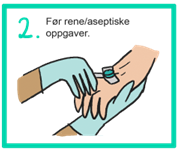 2. Før rene/aseptiske
oppgaver.